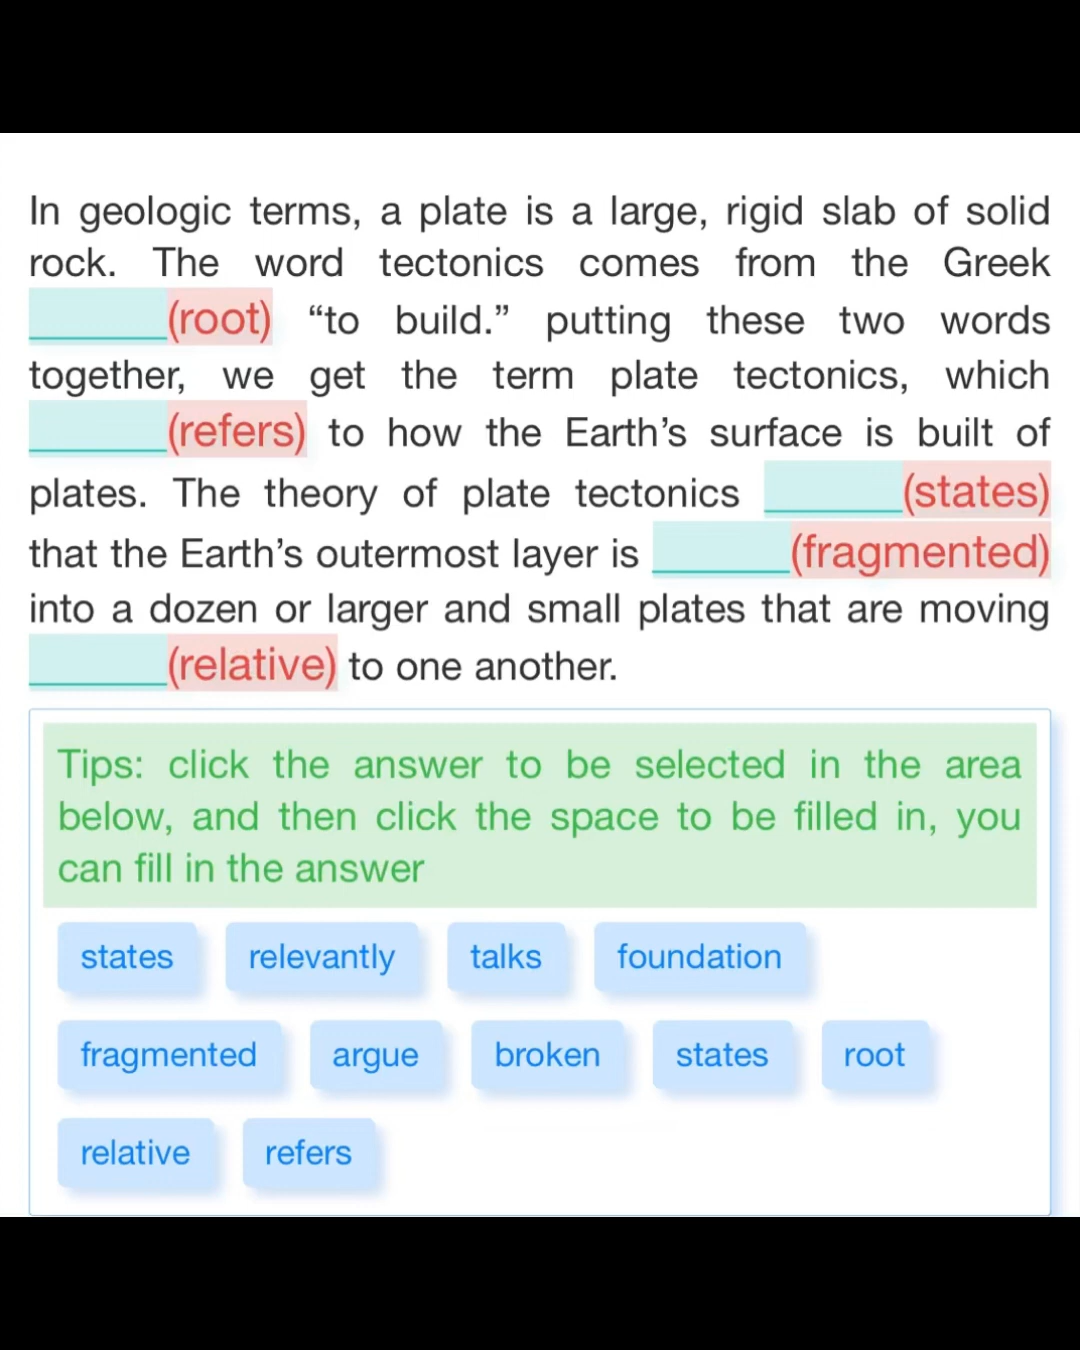 In geologic terms, a plate is a large, rigid slab of solid
rock. The word tectonics comes from the Greek
(root) “to build.” putting these two words
together, we get the term plate tectonics, which
(refers) to how the Earth’s surface is built of
plates. The theory of plate tectonics (states)
that the Earth’s outermost layer is (fragmented)
into a dozen or larger and small plates that are moving
(relative) to one another.
Tips: click the answer to be selected in the area
below, and then click the space to be filled in, you
can fill in the answer
states relevantly talks foundation
fragmented argue broken states root
relative refers